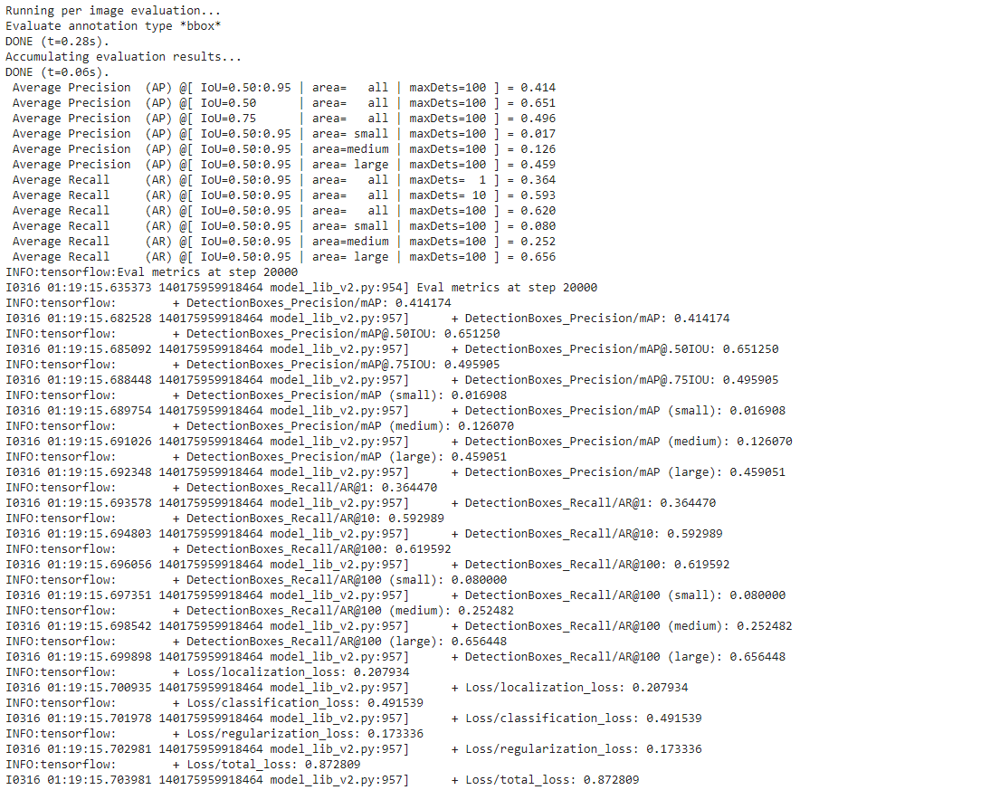 Running per image evaluation...
Evaluate annotation type *bbox*
DONE (t=0.28s).
Accumulating evaluation results...
DONE (t=0.06s).
 Average Precision  (AP) @[ IoU=0.50:0.95 | area=   all | maxDets=100 ] = 0.414
 Average Precision  (AP) @[ IoU=0.50      | area=   all | maxDets=100 ] = 0.651
 Average Precision  (AP) @[ IoU=0.75      | area=   all | maxDets=100 ] = 0.496
 Average Precision  (AP) @[ IoU=0.50:0.95 | area= small | maxDets=100 ] = 0.017
 Average Precision  (AP) @[ IoU=0.50:0.95 | area=medium | maxDets=100 ] = 0.126
 Average Precision  (AP) @[ IoU=0.50:0.95 | area= large | maxDets=100 ] = 0.459
 Average Recall     (AR) @[ IoU=0.50:0.95 | area=   all | maxDets=  1 ] = 0.364
 Average Recall     (AR) @[ IoU=0.50:0.95 | area=   all | maxDets= 10 ] = 0.593
 Average Recall     (AR) @[ IoU=0.50:0.95 | area=   all | maxDets=100 ] = 0.620
 Average Recall     (AR) @[ IoU=0.50:0.95 | area= small | maxDets=100 ] = 0.080
 Average Recall     (AR) @[ IoU=0.50:0.95 | area=medium | maxDets=100 ] = 0.252
 Average Recall     (AR) @[ IoU=0.50:0.95 | area= large | maxDets=100 ] = 0.656
INFO:tensorflow:Eval metrics at step 20000
I0316 01:19:15.635373 140175959918464 model_lib_v2.py:954] Eval metrics at step 20000
INFO:tensorflow:        + DetectionBoxes_Precision/mAP: 0.414174
I0316 01:19:15.682528 140175959918464 model_lib_v2.py:957]      + DetectionBoxes_Precision/mAP: 0.414174
INFO:tensorflow:        + DetectionBoxes_Precision/mAP@.50IOU: 0.651250
I0316 01:19:15.685092 140175959918464 model_lib_v2.py:957]      + DetectionBoxes_Precision/mAP@.50IOU: 0.651250
INFO:tensorflow:        + DetectionBoxes_Precision/mAP@.75IOU: 0.495905
I0316 01:19:15.688448 140175959918464 model_lib_v2.py:957]      + DetectionBoxes_Precision/mAP@.75IOU: 0.495905
INFO:tensorflow:        + DetectionBoxes_Precision/mAP (small): 0.016908
I0316 01:19:15.689754 140175959918464 model_lib_v2.py:957]      + DetectionBoxes_Precision/mAP (small): 0.016908
INFO:tensorflow:        + DetectionBoxes_Precision/mAP (medium): 0.126070
I0316 01:19:15.691026 140175959918464 model_lib_v2.py:957]      + DetectionBoxes_Precision/mAP (medium): 0.126070
INFO:tensorflow:        + DetectionBoxes_Precision/mAP (large): 0.459051
I0316 01:19:15.692348 140175959918464 model_lib_v2.py:957]      + DetectionBoxes_Precision/mAP (large): 0.459051
INFO:tensorflow:        + DetectionBoxes_Recall/AR@1: 0.364470
I0316 01:19:15.693578 140175959918464 model_lib_v2.py:957]      + DetectionBoxes_Recall/AR@1: 0.364470
INFO:tensorflow:        + DetectionBoxes_Recall/AR@10: 0.592989
I0316 01:19:15.694803 140175959918464 model_lib_v2.py:957]      + DetectionBoxes_Recall/AR@10: 0.592989
INFO:tensorflow:        + DetectionBoxes_Recall/AR@100: 0.619592
I0316 01:19:15.696056 140175959918464 model_lib_v2.py:957]      + DetectionBoxes_Recall/AR@100: 0.619592
INFO:tensorflow:        + DetectionBoxes_Recall/AR@100 (small): 0.080000
I0316 01:19:15.697351 140175959918464 model_lib_v2.py:957]      + DetectionBoxes_Recall/AR@100 (small): 0.080000
INFO:tensorflow:        + DetectionBoxes_Recall/AR@100 (medium): 0.252482
I0316 01:19:15.698542 140175959918464 model_lib_v2.py:957]      + DetectionBoxes_Recall/AR@100 (medium): 0.252482
INFO:tensorflow:        + DetectionBoxes_Recall/AR@100 (large): 0.656448
I0316 01:19:15.699898 140175959918464 model_lib_v2.py:957]      + DetectionBoxes_Recall/AR@100 (large): 0.656448
INFO:tensorflow:        + Loss/localization_loss: 0.207934
I0316 01:19:15.700935 140175959918464 model_lib_v2.py:957]      + Loss/localization_loss: 0.207934
INFO:tensorflow:        + Loss/classification_loss: 0.491539
I0316 01:19:15.701978 140175959918464 model_lib_v2.py:957]      + Loss/classification_loss: 0.491539
INFO:tensorflow:        + Loss/regularization_loss: 0.173336
I0316 01:19:15.702981 140175959918464 model_lib_v2.py:957]      + Loss/regularization_loss: 0.173336
INFO:tensorflow:        + Loss/total_loss: 0.872809
I0316 01:19:15.703981 140175959918464 model_lib_v2.py:957]      + Loss/total_loss: 0.872809